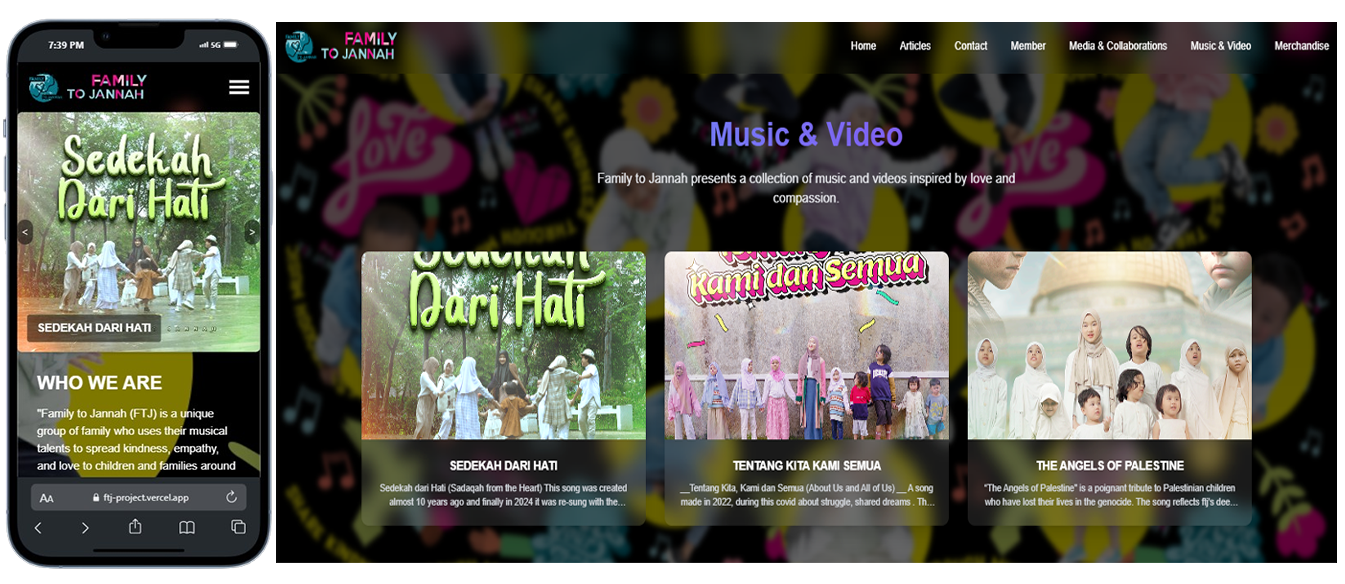 7:39 PM
5G
FAMILY
TO JANNAH
Sedekah
Dari Hati
<
>
SEDEKAH DARI HATI
WHO WE ARE
"Family to Jannah (FTJ) is a unique
group of family who uses their musical
talents to spread kindness, empathy,
and love to children and families around
AA
ftj-project.vercel.app
FAMILY
TO JANNAH
Home
Articles
Contact
Member
Media & Collaborations
Music & Video
Merchandise
Love
Love
Music & Video
Family to Jannah presents a collection of music and videos inspired by love and
compassion.
Sedekah
Dari Hati
SEDEKAH DARI HATI
Sedekah dari Hati (Sadaqah from the Heart) This song was created
almost 10 years ago and finally in 2024 it was re-sung with the…
Kami dan Semua
TENTANG KITA KAMI SEMUA
__Tentang Kita, Kami dan Semua (About Us and All of Us) __ A song
made in 2022, during this covid about struggle, shared dreams . Th…
THE ANGELS OF PALESTINE
"The Angels of Palestine" is a poignant tribute to Palestinian children
who have lost their lives in the genocide. The song reflects ftj's dee…